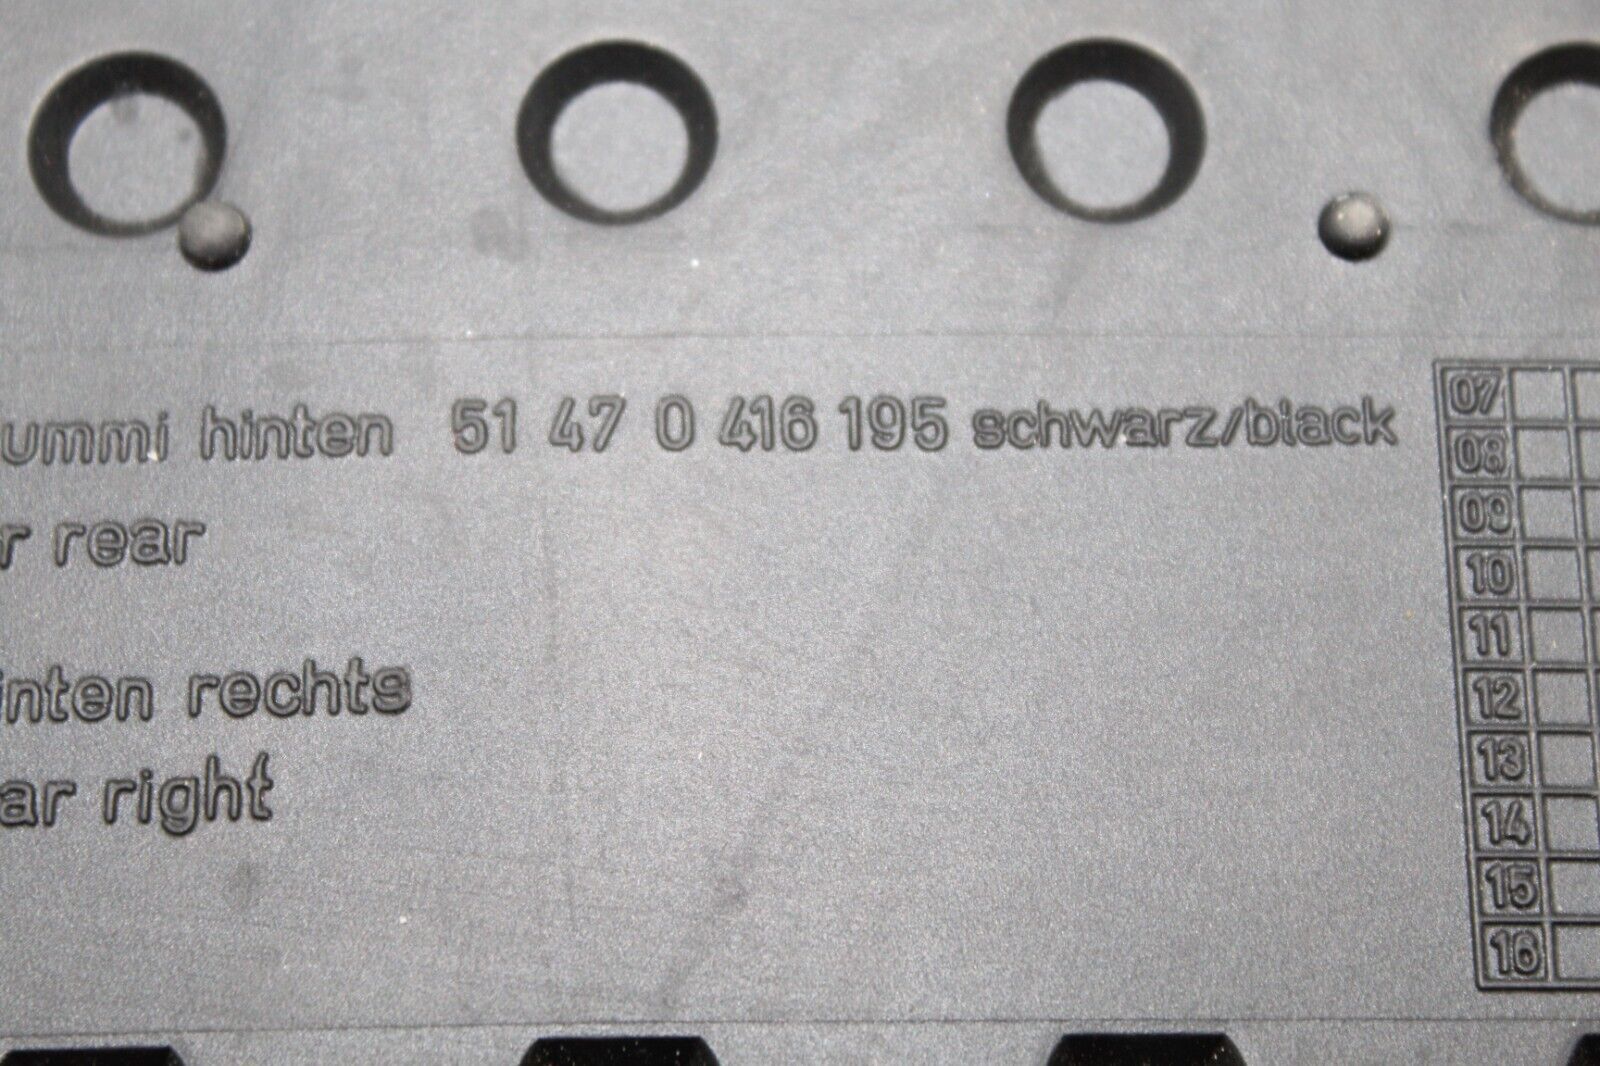 ummi hinten 51 47 0 416 195 schwarz/black
r rear
inten rechts
ar right
07
08
09
10
11
12
13
14
15
16